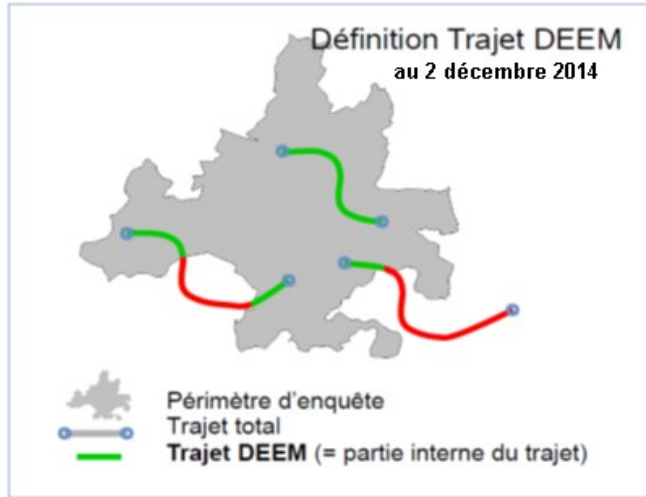 Définition Trajet DEEM
au 2 décembre 2014
Périmètre d'enquête
Trajet total
Trajet DEEM (= partie interne du trajet)